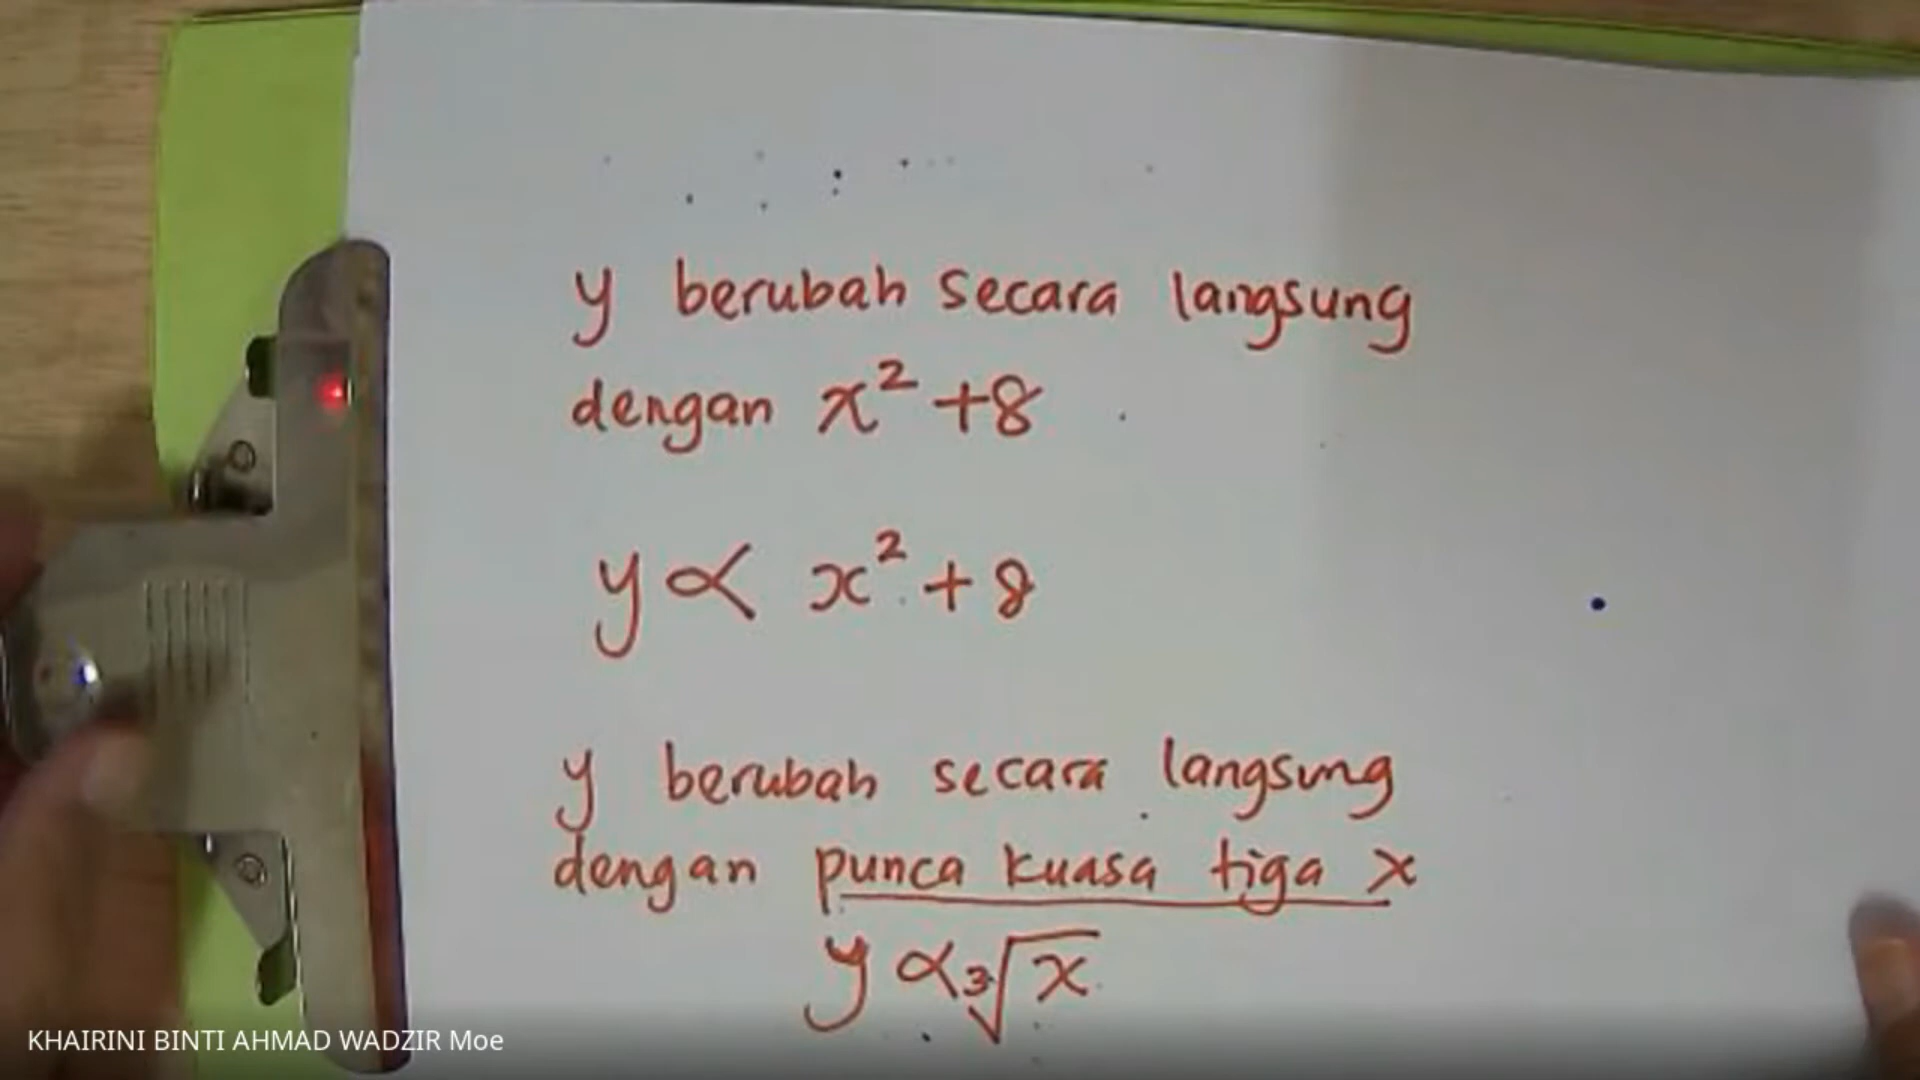 y berubah secara langsung
dengan x² + 8
y ∝ x² + 8
y berubah secara langsung
dengan punca kuasa tiga x
y ∝ ³√x
KHAIRINI BINTI AHMAD WADZIR Moe